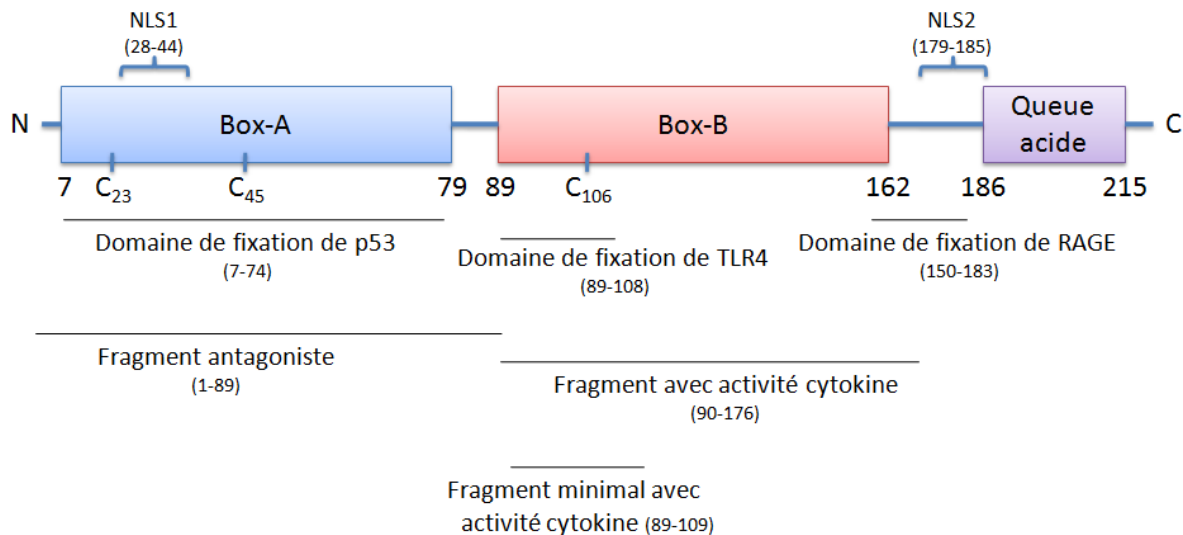 NLS1
(28-44)
NLS2
(179-185)
N
Box-A
Box-B
Queue
acide
C
7
C23
C45
79
89
C106
162
186
215
Domaine de fixation de p53
(7-74)
Domaine de fixation de TLR4
(89-108)
Domaine de fixation de RAGE
(150-183)
Fragment antagoniste
(1-89)
Fragment avec activité cytokine
(90-176)
Fragment minimal avec
activité cytokine (89-109)